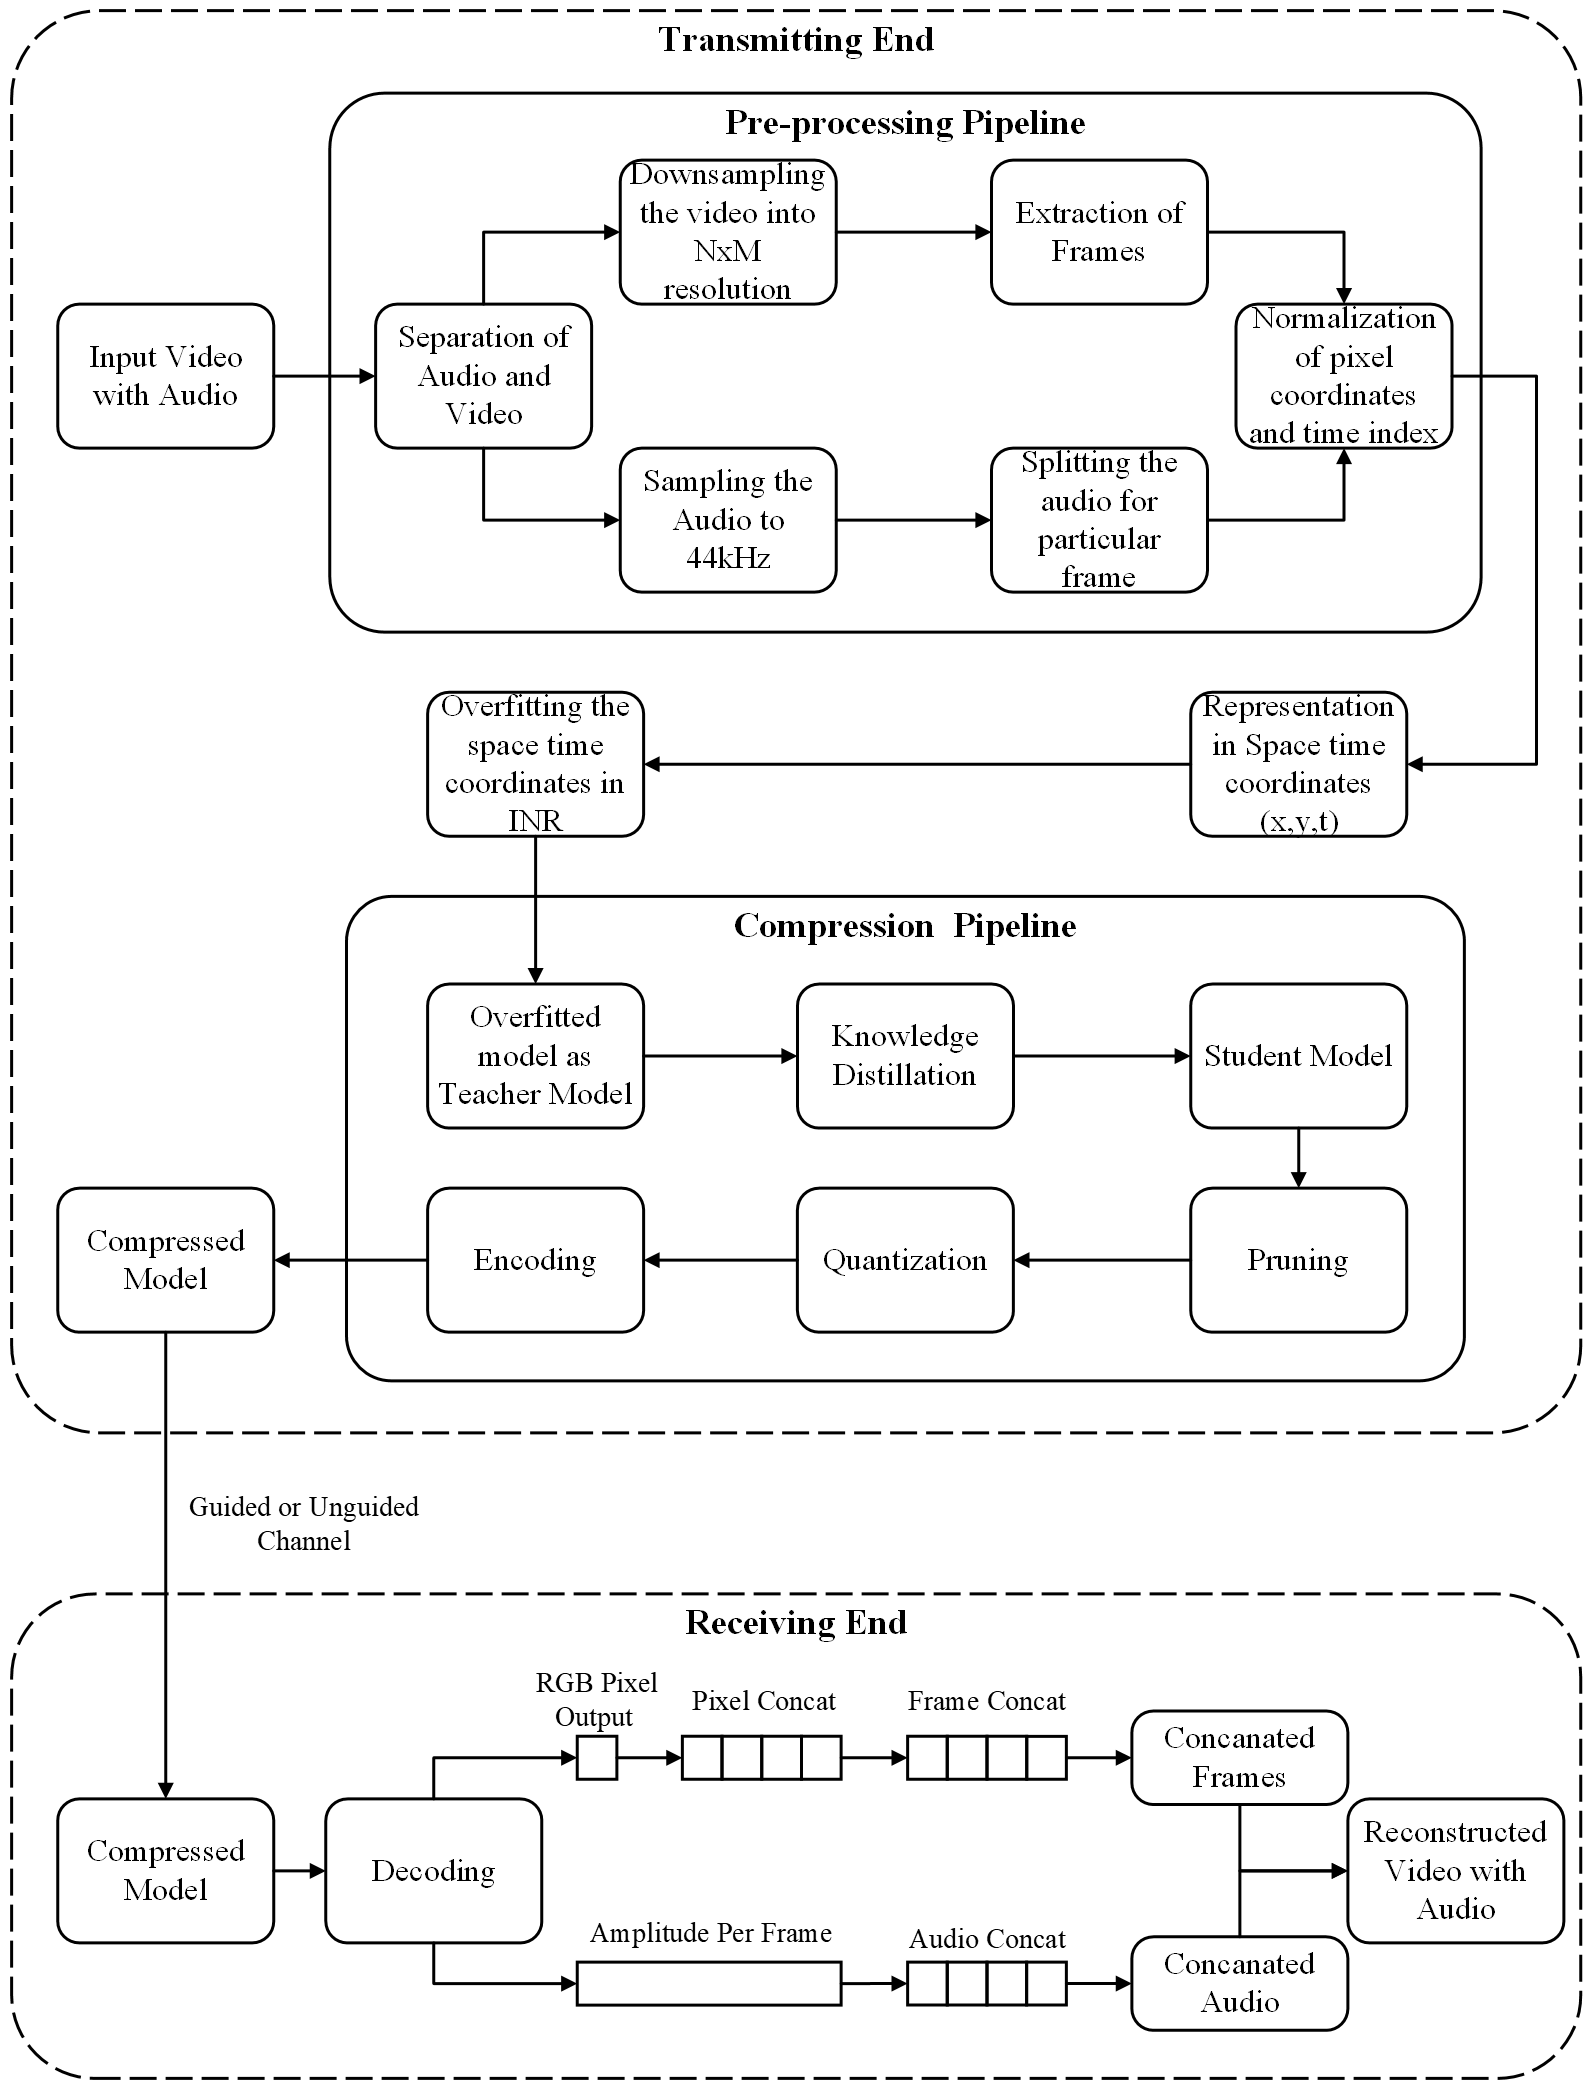 Transmitting End
Pre-processing Pipeline
Downsampling
the video into
NxM
resolution
Extraction of
Frames
Input Video
with Audio
Separation of
Audio and
Video
Normalization
of pixel
coordinates
and time index
Sampling the
Audio to
44kHz
Splitting the
audio for
particular
frame
Overfitting the
space time
coordinates in
INR
Representation
in Space time
coordinates
(x,y,t)
Compression Pipeline
Overfitted
model as
Teacher Model
Knowledge
Distillation
Student Model
Compressed
Model
Encoding
Quantization
Pruning
Guided or Unguided
Channel
Receiving End
RGB Pixel
Output
Pixel Concat
Frame Concat
Concanated
Frames
Compressed
Model
Decoding
Reconstructed
Video with
Audio
Amplitude Per Frame
Audio Concat
Concanated
Audio